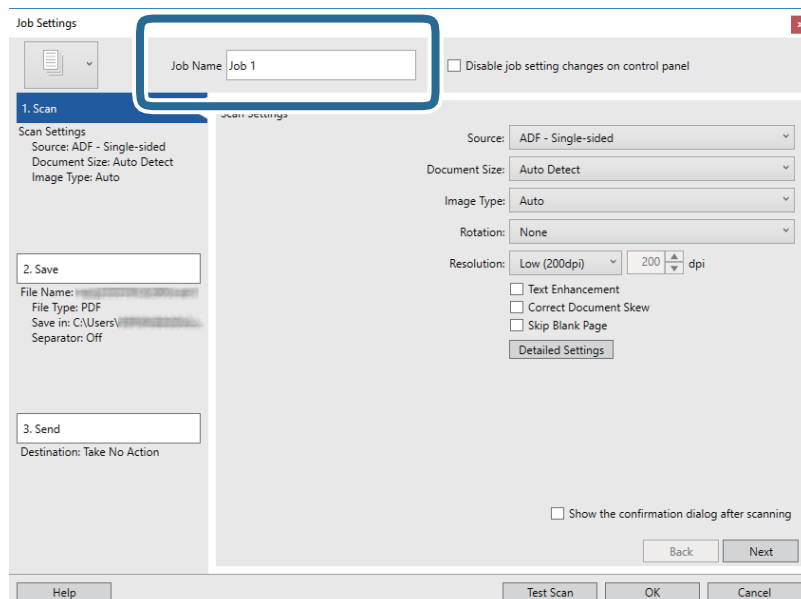 Job Settings
Job Name Job 1
Disable job setting changes on control panel
1. Scan
Scan Settings
Source: ADF - Single-sided
Document Size: Auto Detect
Image Type: Auto
2. Save
File Name:
File Type: PDF
Save in: C:\Users\
Separator: Off
3. Send
Destination: Take No Action
Scan Settings
Source: ADF - Single-sided
Document Size: Auto Detect
Image Type: Auto
Rotation: None
Resolution: Low (200dpi) 200 dpi
Text Enhancement
Correct Document Skew
Skip Blank Page
Detailed Settings
Show the confirmation dialog after scanning
Back Next
Help Test Scan OK Cancel